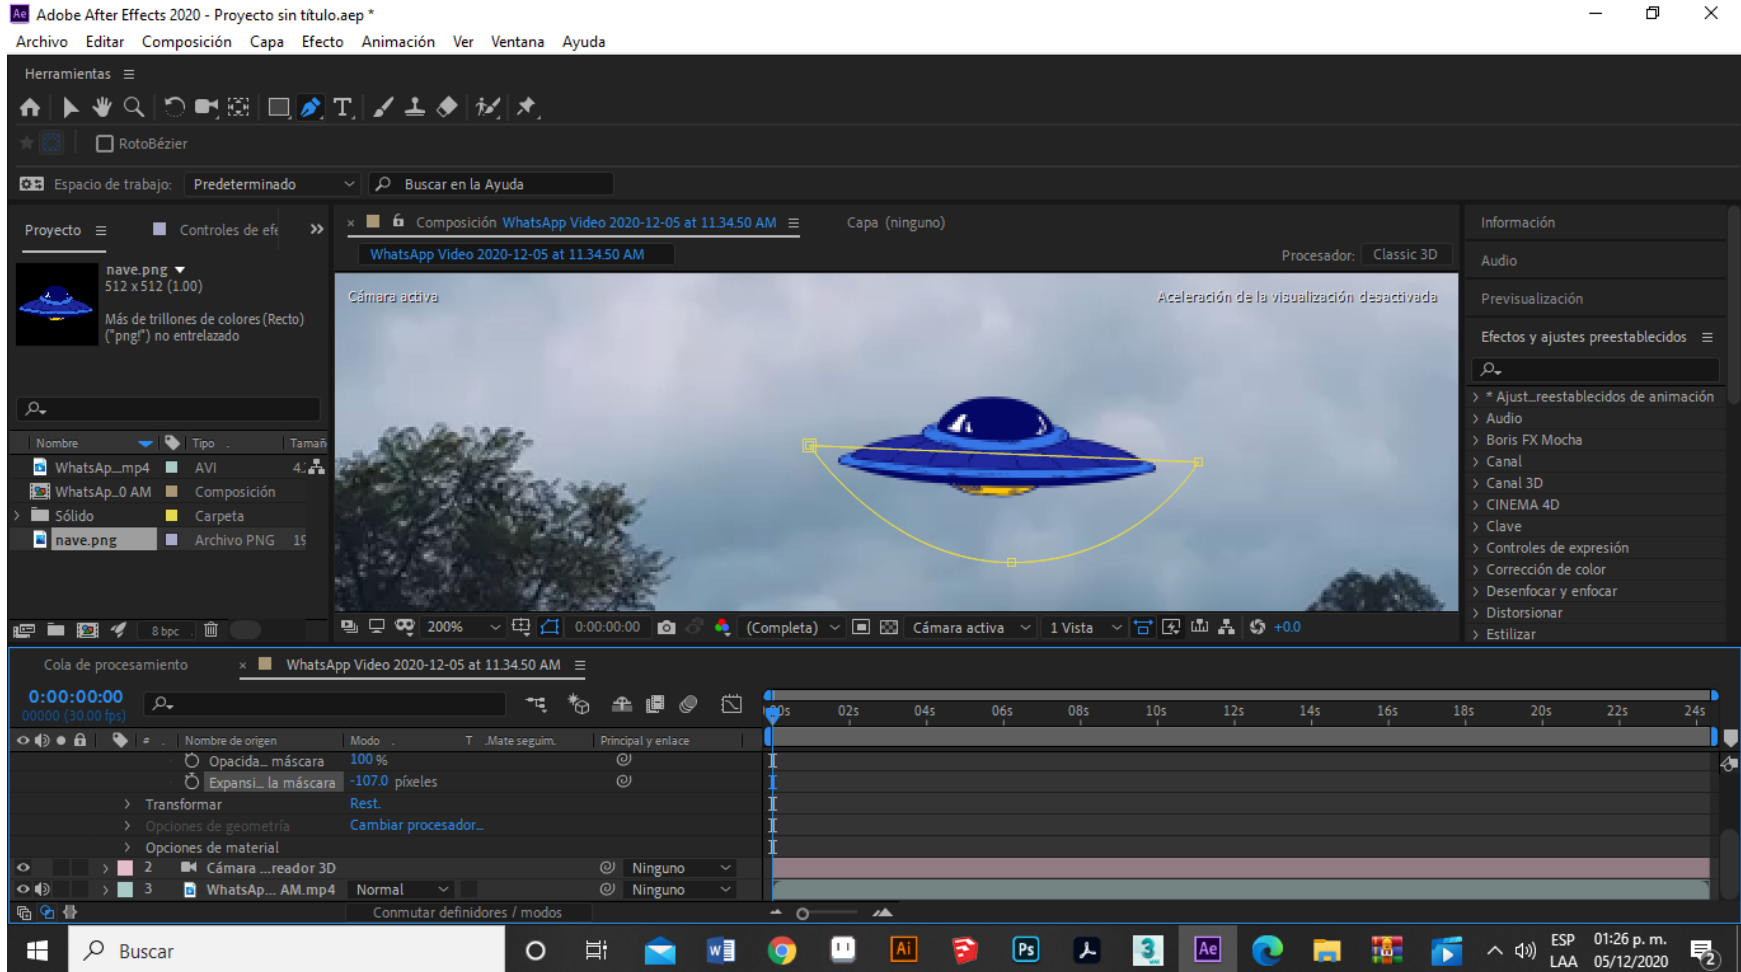 Adobe After Effects 2020 - Proyecto sin título.aep *
Archivo Editar Composición Capa Efecto Animación Ver Ventana Ayuda
Herramientas
RotoBézier
Espacio de trabajo: Predeterminado Buscar en la Ayuda
Proyecto Controles de efe
Composición WhatsApp Video 2020-12-05 at 11.34.50 AM Capa (ninguno)
WhatsApp Video 2020-12-05 at 11.34.50 AM Procesador: Classic 3D
nave.png
512 x 512 (1.00)
Más de trillones de colores (Recto)
("png!") no entrelazado
Cámara activa Aceleración de la visualización desactivada
Información
Audio
Previsualización
Efectos y ajustes preestablecidos
* Ajust...reestablecidos de animación
Audio
Boris FX Mocha
Canal
Canal 3D
CINEMA 4D
Clave
Controles de expresión
Corrección de color
Desenfocar y enfocar
Distorsionar
Estilizar
Nombre Tipo Tamañ
WhatsAp...mp4 AVI 4.
WhatsAp...0 AM Composición
Sólido Carpeta
nave.png Archivo PNG 19
8 bpc
200% 0:00:00:00 (Completa) Cámara activa 1 Vista +0.0
Cola de procesamiento WhatsApp Video 2020-12-05 at 11.34.50 AM
0:00:00:00
00000 (30.00 fps)
02s 04s 06s 08s 10s 12s 14s 16s 18s 20s 22s 24s
# Nombre de origen Modo T .Mate seguim. Principal y enlace
Opacida... máscara 100 %
Expansi... la máscara -107.0 píxeles
Transformar Rest.
Opciones de geometría Cambiar procesador...
Opciones de material
2 Cámara ...reador 3D Ninguno
3 WhatsAp... AM.mp4 Normal Ninguno
Conmutar definidores / modos
Buscar
ESP 01:26 p. m.
LAA 05/12/2020
2